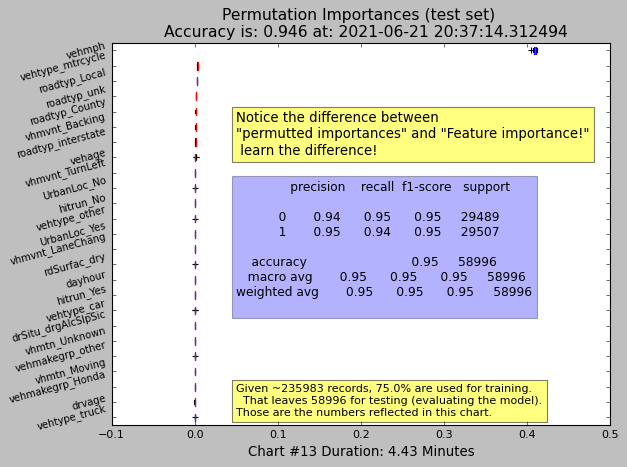 Permutation Importances (test set)
Accuracy is: 0.946 at: 2021-06-21 20:37:14.312494
vehmph
vehtype_mtrcycle
roadtyp_Local
roadtyp_unk
roadtyp_County
vhmvnt_Backing
roadtyp_interstate
vehage
vhmvnt_TurnLeft
UrbanLoc_No
hitrun_No
vehtype_other
UrbanLoc_Yes
vhmvnt_LaneChang
rdSurfac_dry
dayhour
hitrun_Yes
vehtype_car
drSitu_drgAlcSlpSic
vhmtn_Unknown
vehmakegrp_other
vhmtn_Moving
vehmakegrp_Honda
drvage
vehtype_truck
Notice the difference between
"permutted importances" and "Feature importance!"
learn the difference!
precision recall f1-score support
0 0.94 0.95 0.95 29489
1 0.95 0.94 0.95 29507
accuracy 0.95 58996
macro avg 0.95 0.95 0.95 58996
weighted avg 0.95 0.95 0.95 58996
Given ~235983 records, 75.0% are used for training.
That leaves 58996 for testing (evaluating the model).
Those are the numbers reflected in this chart.
−0.1 0.0 0.1 0.2 0.3 0.4 0.5
Chart #13 Duration: 4.43 Minutes